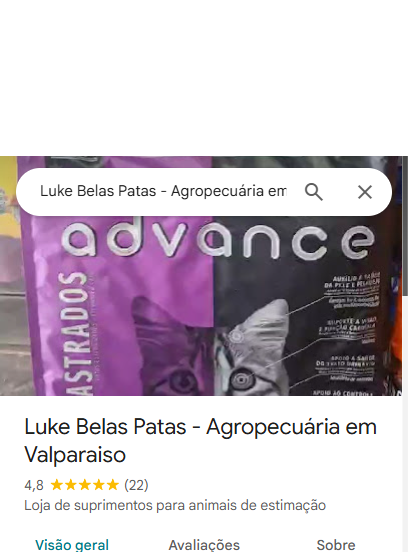 Luke Belas Patas - Agropecuária em
advance
ASTRADOS
AUXILIO A SAÚDE
DA PELE E PELAGEM
SUPORTE A VISÃO
E FUNÇÃO CARDÍACA
APOIO A SAÚDE
DO TRATO URINÁRIO
APOIO AO CONTROLE
Luke Belas Patas - Agropecuária em
Valparaiso
4,8 (22)
Loja de suprimentos para animais de estimação
Visão geral
Avaliações
Sobre